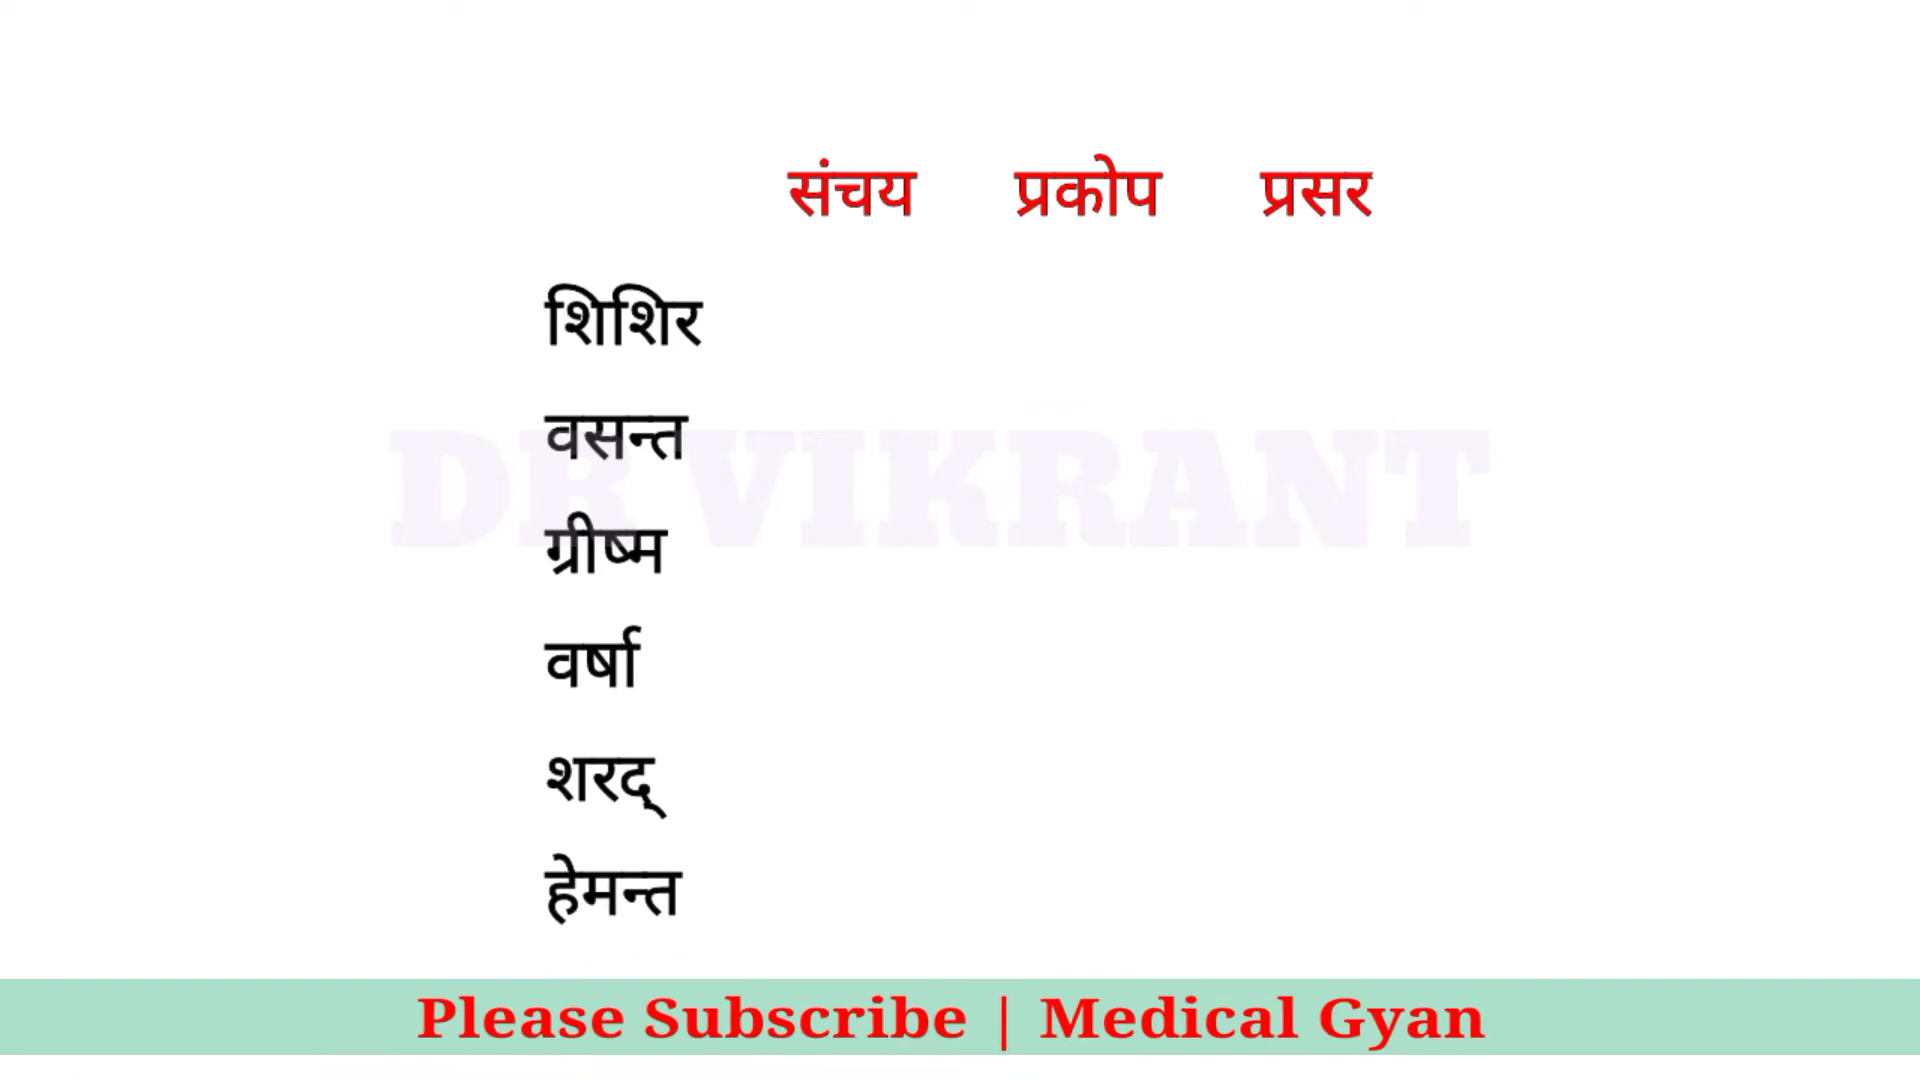 संचय प्रकोप प्रसर
शिशिर
वसन्त
DR VIKRANT
ग्रीष्म
वर्षा
शरद्
हेमन्त
Please Subscribe | Medical Gyan